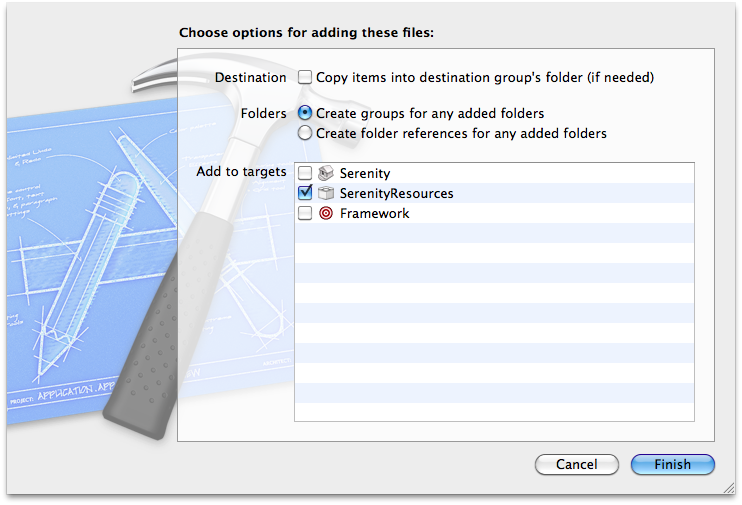 Choose options for adding these files:
Destination Copy items into destination group's folder (if needed)
Folders Create groups for any added folders
Create folder references for any added folders
Add to targets Serenity
SerenityResources
Framework
PROJECT: APPLICATION.APP
Cancel Finish